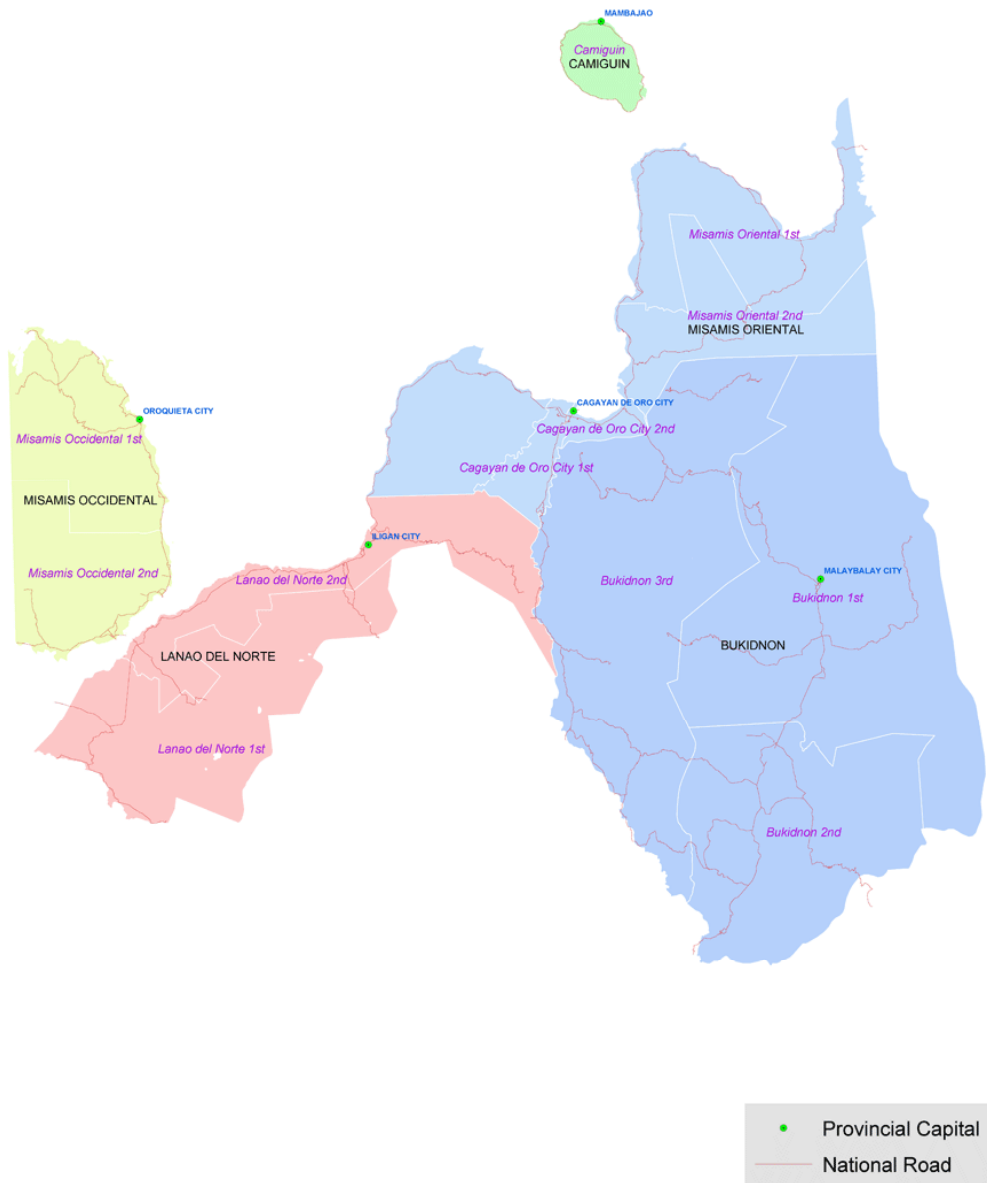 MAMBAJAO
Camiguin
CAMIGUIN
Misamis Oriental 1st
Misamis Oriental 2nd
MISAMIS ORIENTAL
CAGAYAN DE ORO CITY
OROQUIETA CITY
Cagayan de Oro City 2nd
Misamis Occidental 1st
Cagayan de Oro City 1st
MISAMIS OCCIDENTAL
ILIGAN CITY
Misamis Occidental 2nd
Lanao del Norte 2nd
Bukidnon 3rd
MALAYBALAY CITY
Bukidnon 1st
BUKIDNON
LANAO DEL NORTE
Lanao del Norte 1st
Bukidnon 2nd
Provincial Capital
National Road